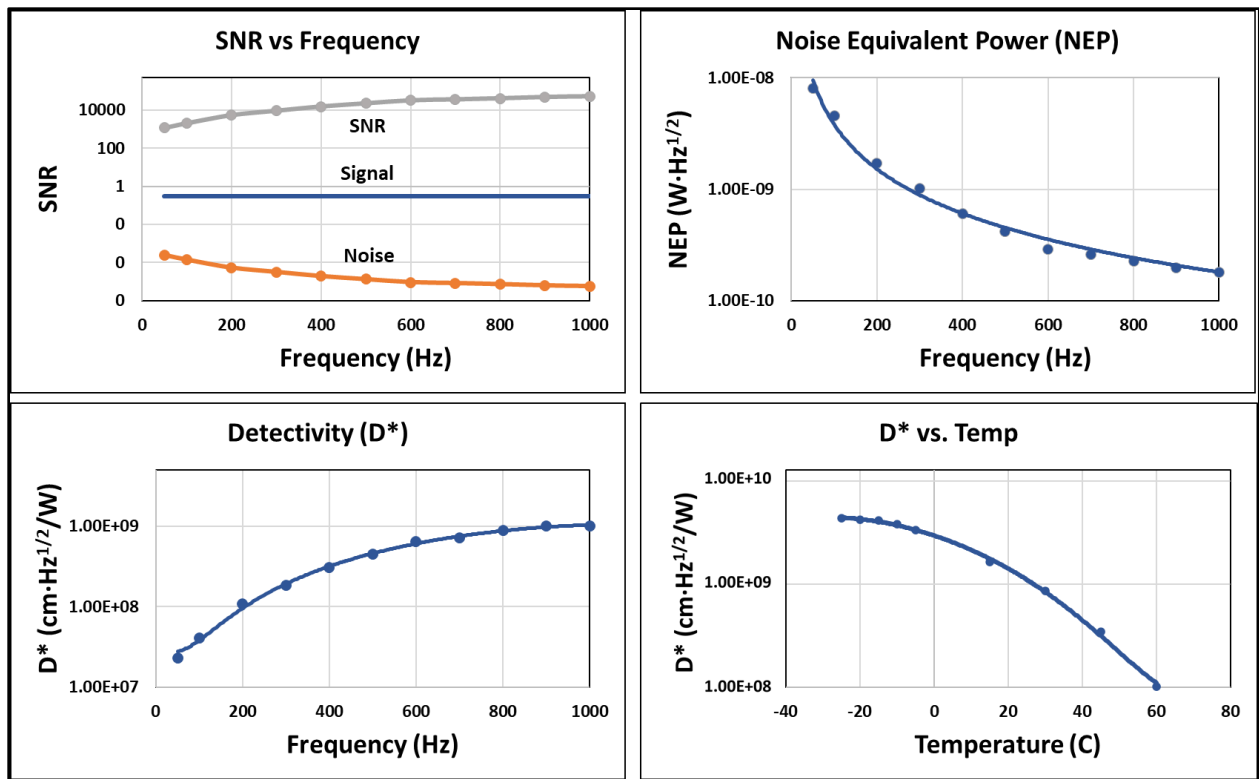 SNR vs Frequency
SNR
10000
100
1
0
0
0
SNR
Signal
Noise
0 200 400 600 800 1000
Frequency (Hz)
Noise Equivalent Power (NEP)
NEP (W·Hz1/2)
1.00E-08
1.00E-09
1.00E-10
0 200 400 600 800 1000
Frequency (Hz)
Detectivity (D*)
D* (cm·Hz1/2/W)
1.00E+09
1.00E+08
1.00E+07
0 200 400 600 800 1000
Frequency (Hz)
D* vs. Temp
D* (cm·Hz1/2/W)
1.00E+10
1.00E+09
1.00E+08
-40 -20 0 20 40 60 80
Temperature (C)